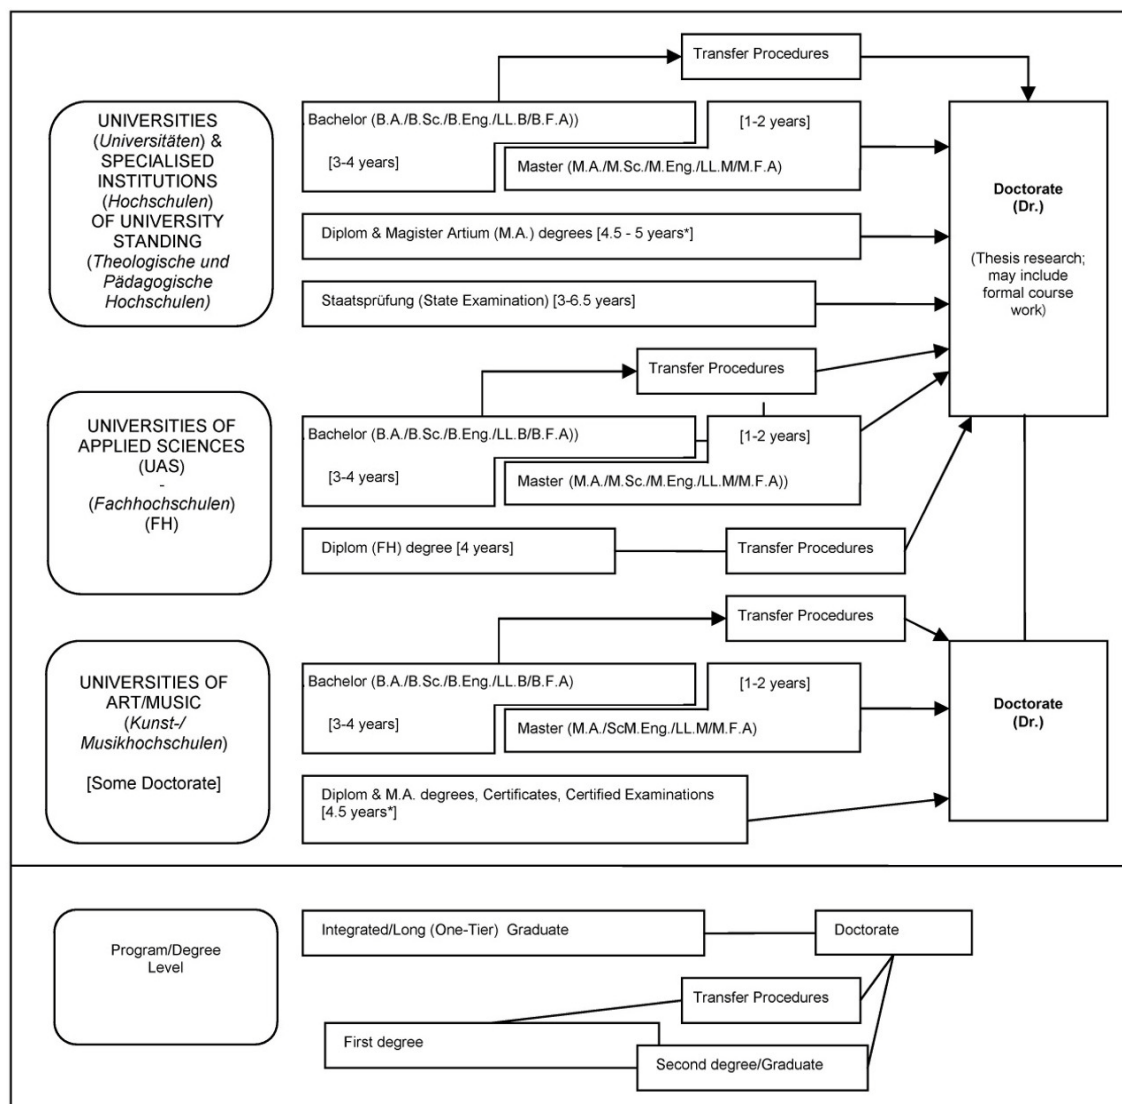 Transfer Procedures
UNIVERSITIES
(Universitäten) &
SPECIALISED
INSTITUTIONS
(Hochschulen)
OF UNIVERSITY
STANDING
(Theologische und
Pädagogische
Hochschulen)
. Bachelor (B.A./B.Sc./B.Eng./LL.B/B.F.A))
[1-2 years]
[3-4 years]
Master (M.A./M.Sc./M.Eng./LL.M/M.F.A)
Diplom & Magister Artium (M.A.) degrees [4.5 - 5 years*]
Staatsprüfung (State Examination) [3-6.5 years]
Doctorate
(Dr.)
(Thesis research;
may include
formal course
work)
Transfer Procedures
UNIVERSITIES OF
APPLIED SCIENCES
(UAS)
-
(Fachhochschulen)
(FH)
. Bachelor (B.A./B.Sc./B.Eng./LL.B/B.F.A))
[1-2 years]
[3-4 years]
Master (M.A./M.Sc./M.Eng./LL.M/M.F.A))
Diplom (FH) degree [4 years]
Transfer Procedures
Transfer Procedures
UNIVERSITIES OF
ART/MUSIC
(Kunst-/
Musikhochschulen)
[Some Doctorate]
. Bachelor (B.A./B.Sc./B.Eng./LL.B/B.F.A)
[1-2 years]
[3-4 years]
Master (M.A./ScM.Eng./LL.M/M.F.A)
Diplom & M.A. degrees, Certificates, Certified Examinations
[4.5 years*]
Doctorate
(Dr.)
Program/Degree
Level
Integrated/Long (One-Tier) Graduate
Doctorate
Transfer Procedures
First degree
Second degree/Graduate